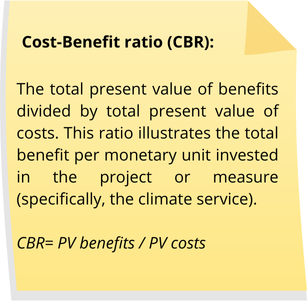 Cost-Benefit ratio (CBR):
The total present value of benefits
divided by total present value of
costs. This ratio illustrates the total
benefit per monetary unit invested
in the project or measure
(specifically, the climate service).
CBR= PV benefits / PV costs